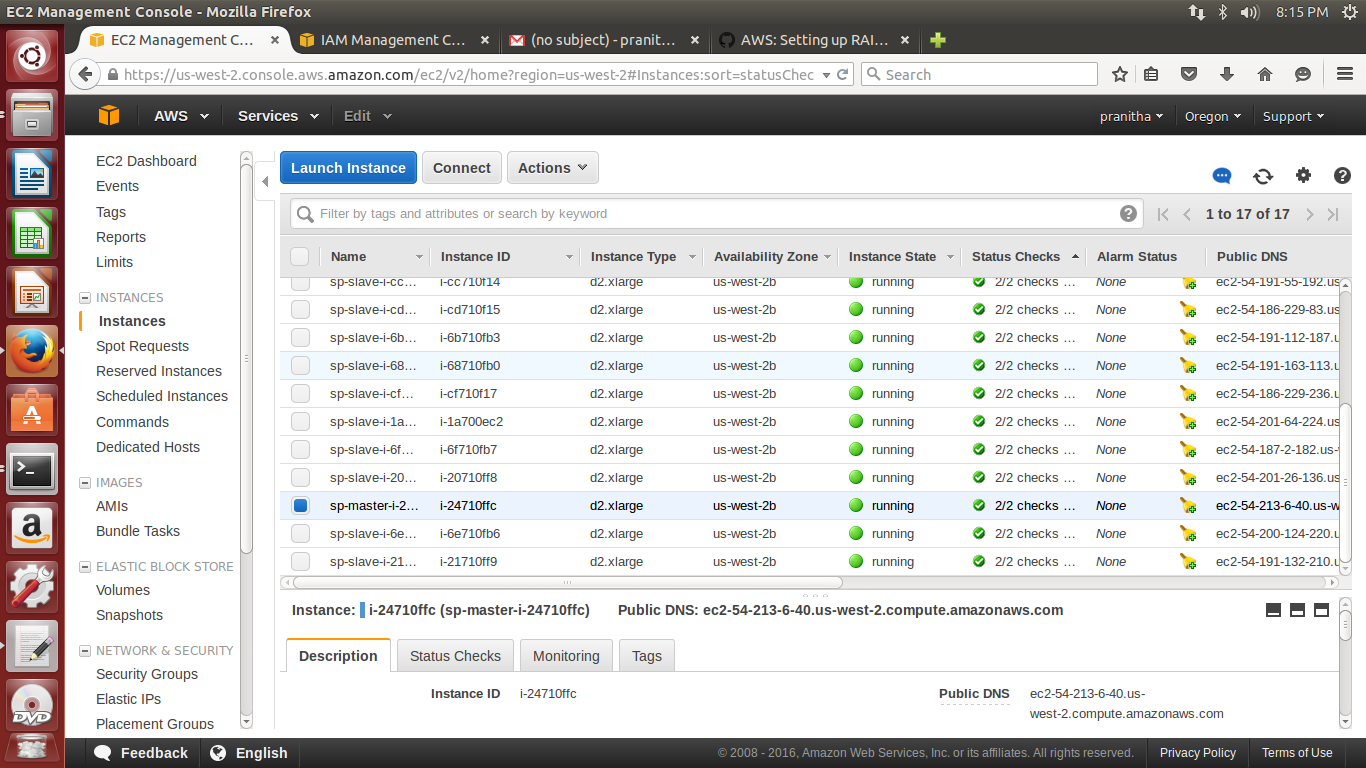 EC2 Management Console - Mozilla Firefox
8:15 PM
EC2 Management C...
IAM Management C...
(no subject) - pranit...
AWS: Setting up RAI...
https://us-west-2.console.aws.amazon.com/ec2/v2/home?region=us-west-2#Instances:sort=statusChec
Search
AWS
Services
Edit
pranitha
Oregon
Support
EC2 Dashboard
Events
Tags
Reports
Limits
INSTANCES
Instances
Spot Requests
Reserved Instances
Scheduled Instances
Commands
Dedicated Hosts
IMAGES
AMIs
Bundle Tasks
ELASTIC BLOCK STORE
Volumes
Snapshots
NETWORK & SECURITY
Security Groups
Elastic IPs
Placement Groups
Launch Instance
Connect
Actions
Filter by tags and attributes or search by keyword
1 to 17 of 17
Name Instance ID Instance Type Availability Zone Instance State Status Checks Alarm Status Public DNS
sp-slave-i-cc... i-cc710f14 d2.xlarge us-west-2b running 2/2 checks ... None ec2-54-191-55-192.us
sp-slave-i-cd... i-cd710f15 d2.xlarge us-west-2b running 2/2 checks ... None ec2-54-186-229-83.us
sp-slave-i-6b... i-6b710fb3 d2.xlarge us-west-2b running 2/2 checks ... None ec2-54-191-112-187.u
sp-slave-i-68... i-68710fb0 d2.xlarge us-west-2b running 2/2 checks ... None ec2-54-191-163-113.u
sp-slave-i-cf... i-cf710f17 d2.xlarge us-west-2b running 2/2 checks ... None ec2-54-186-229-236.u
sp-slave-i-1a... i-1a700ec2 d2.xlarge us-west-2b running 2/2 checks ... None ec2-54-201-64-224.us
sp-slave-i-6f... i-6f710fb7 d2.xlarge us-west-2b running 2/2 checks ... None ec2-54-187-2-182.us-
sp-slave-i-20... i-20710ff8 d2.xlarge us-west-2b running 2/2 checks ... None ec2-54-201-26-136.us
sp-master-i-2... i-24710ffc d2.xlarge us-west-2b running 2/2 checks ... None ec2-54-213-6-40.us-w
sp-slave-i-6e... i-6e710fb6 d2.xlarge us-west-2b running 2/2 checks ... None ec2-54-200-124-220.u
sp-slave-i-21... i-21710ff9 d2.xlarge us-west-2b running 2/2 checks ... None ec2-54-191-132-210.u
Instance: i-24710ffc (sp-master-i-24710ffc) Public DNS: ec2-54-213-6-40.us-west-2.compute.amazonaws.com
Description
Status Checks
Monitoring
Tags
Instance ID i-24710ffc
Public DNS ec2-54-213-6-40.us-
west-2.compute.amazonaws.com
Feedback
English
© 2008 - 2016, Amazon Web Services, Inc. or its affiliates. All rights reserved.
Privacy Policy
Terms of Use